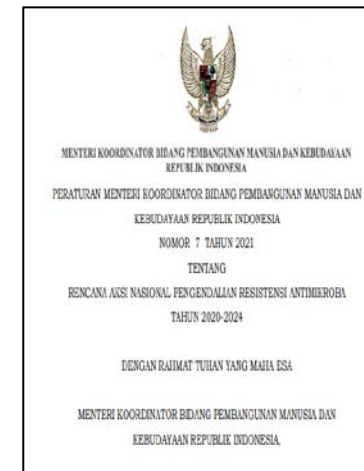 MENTERI KOORDINATOR BIDANG PEMBANGUNAN MANUSIA DAN KEBUDAYAAN
REPUBLIK INDONESIA
PERATURAN MENTERI KOORDINATOR BIDANG PEMBANGUNAN MANUSIA DAN
KEBUDAYAAN REPUBLIK INDONESIA
NOMOR 7 TAHUN 2021
TENTANG
RENCANA AKSI NASIONAL PENGENDALIAN RESISTENSI ANTIMIKROBA
TAHUN 2020-2024
DENGAN RAHMAT TUHAN YANG MAHA ESA
MENTERI KOORDINATOR BIDANG PEMBANGUNAN MANUSIA DAN
KEBUDAYAAN REPUBLIK INDONESIA,